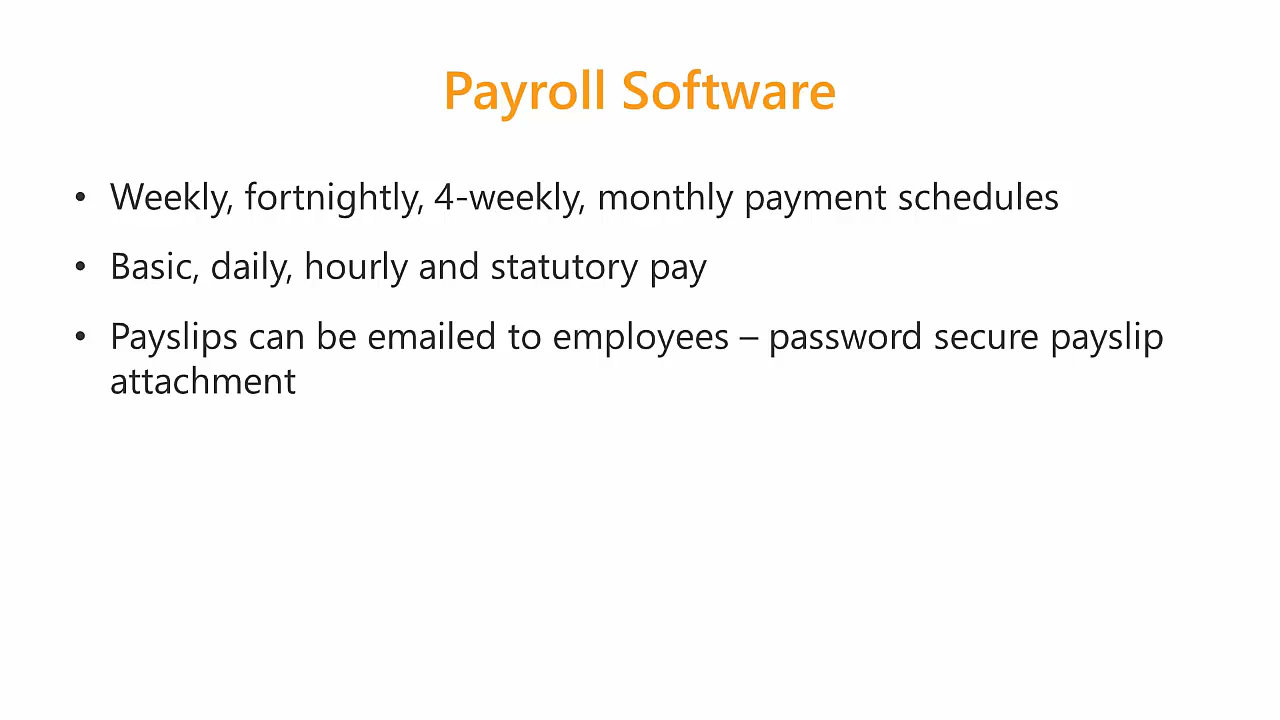 Payroll Software
• Weekly, fortnightly, 4-weekly, monthly payment schedules
• Basic, daily, hourly and statutory pay
• Payslips can be emailed to employees – password secure payslip
attachment